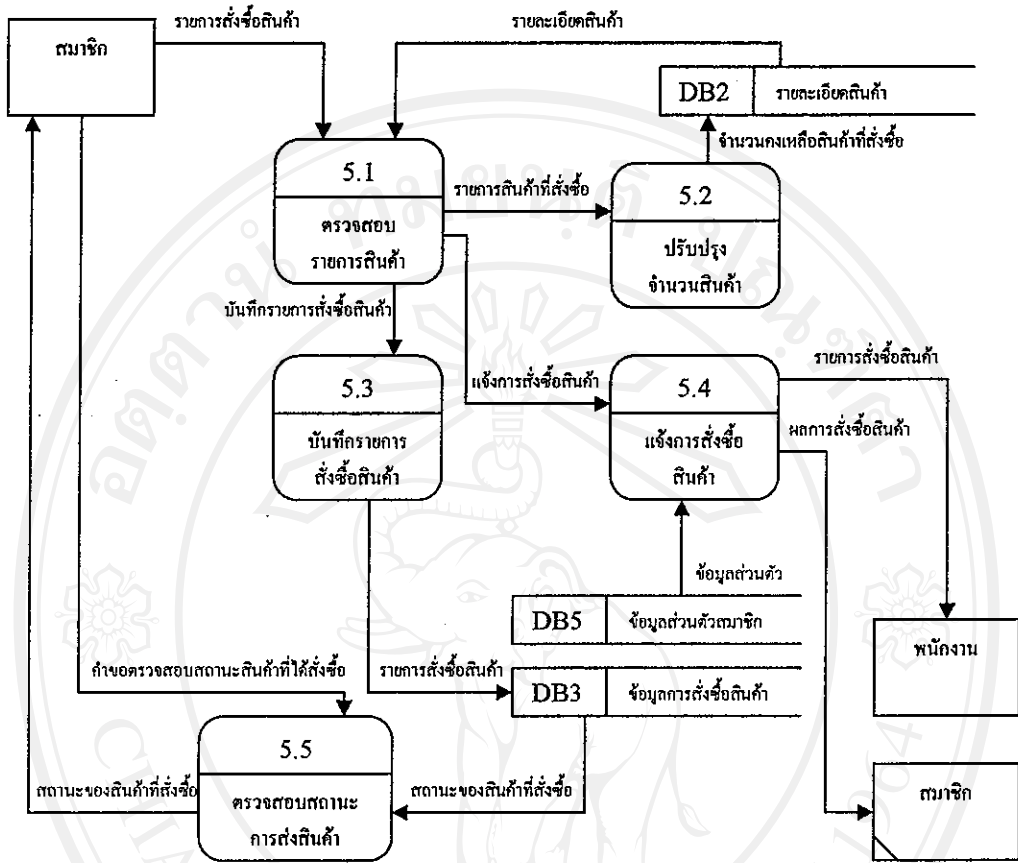 รายการสั่งซื้อสินค้า
รายละเอียดสินค้า
สมาชิก
DB2
รายละเอียดสินค้า
จำนวนคงเหลือสินค้าที่สั่งซื้อ
5.1
รายการสินค้าที่สั่งซื้อ
5.2
ตรวจสอบ
รายการสินค้า
ปรับปรุง
จำนวนสินค้า
บันทึกรายการสั่งซื้อสินค้า
รายการสั่งซื้อสินค้า
5.3
แจ้งการสั่งซื้อสินค้า
5.4
ผลการสั่งซื้อสินค้า
บันทึกรายการ
สั่งซื้อสินค้า
แจ้งการสั่งซื้อ
สินค้า
ข้อมูลส่วนตัว
DB5
ข้อมูลส่วนตัวสมาชิก
พนักงาน
คำขอตรวจสอบสถานะสินค้าที่ได้สั่งซื้อ
รายการสั่งซื้อสินค้า
DB3
ข้อมูลการสั่งซื้อสินค้า
5.5
สถานะของสินค้าที่สั่งซื้อ
สถานะของสินค้าที่สั่งซื้อ
ตรวจสอบสถานะ
การส่งสินค้า
สมาชิก